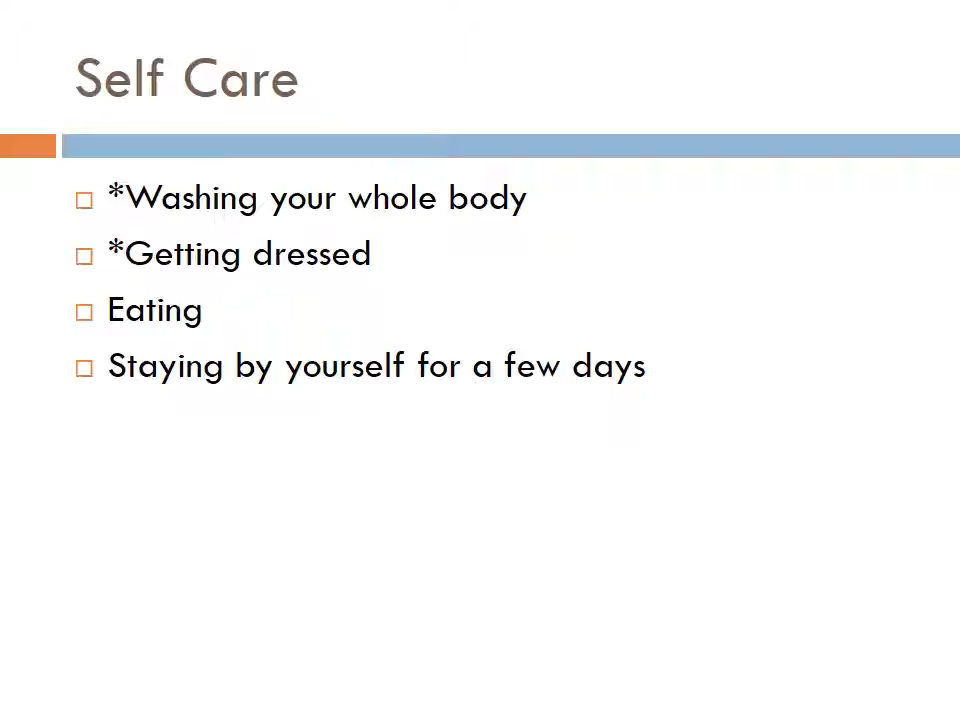 Self Care
*Washing your whole body
*Getting dressed
Eating
Staying by yourself for a few days